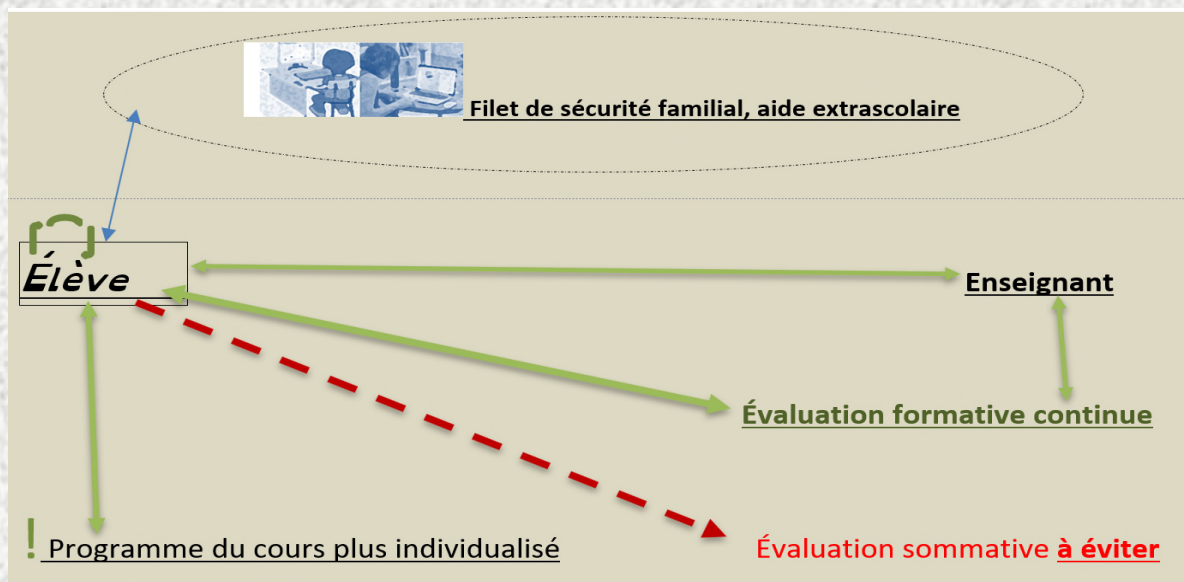 Filet de sécurité familial, aide extrascolaire
Élève
Enseignant
Évaluation formative continue
! Programme du cours plus individualisé
Évaluation sommative à éviter